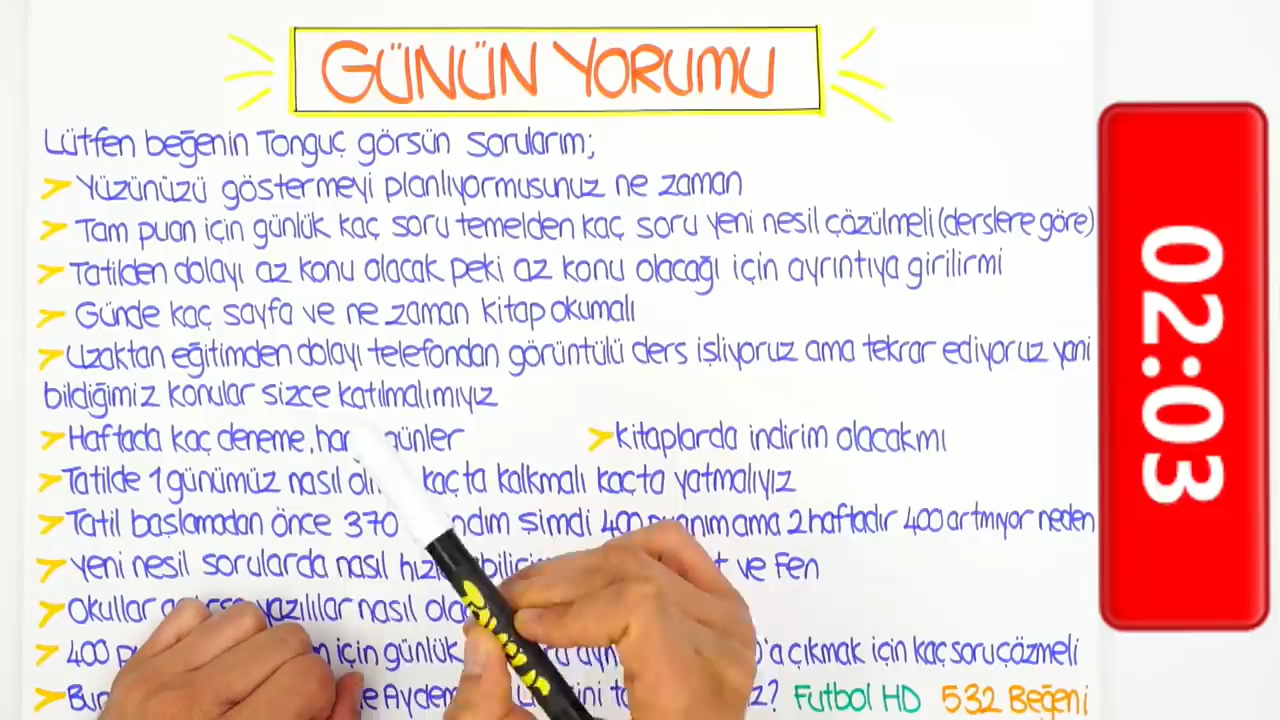 GÜNÜN YORUMU
Lütfen beğenin Tonguç görsün sorularım;
➤ Yüzünüzü göstermeyi planlıyormusunuz ne zaman
➤ Tam puan için günlük kaç soru temelden kaç soru yeni nesil çözülmeli (derslere göre)
➤ Tatilden dolayı az konu olacak peki az konu olacağı için ayrıntıya girilirmi
➤ Günde kaç sayfa ve ne zaman kitap okumalı
➤ Uzaktan eğitimden dolayı telefondan görüntülü ders işliyoruz ama tekrar ediyoruz yani
bildiğimiz konular sizce katılmalımıyız
➤ Haftada kaç deneme, günler
➤ Kitaplarda indirim olacakmı
➤ Tatilde 1 günümüz nasıl kaçta kalkmalı kaçta yatmalıyız
➤ Tatil başlamadan önce 370 şimdi 400 puanım ama 2 haftadır 400 artmıyor neden
➤ Yeni nesil sorularda nasıl ve Fen
➤ Okullar yazılılar nasıl
➤ 400 için günlük 'a çıkmak için kaç soru çözmeli
➤ Futbol HD 532 Beğeni
02:03